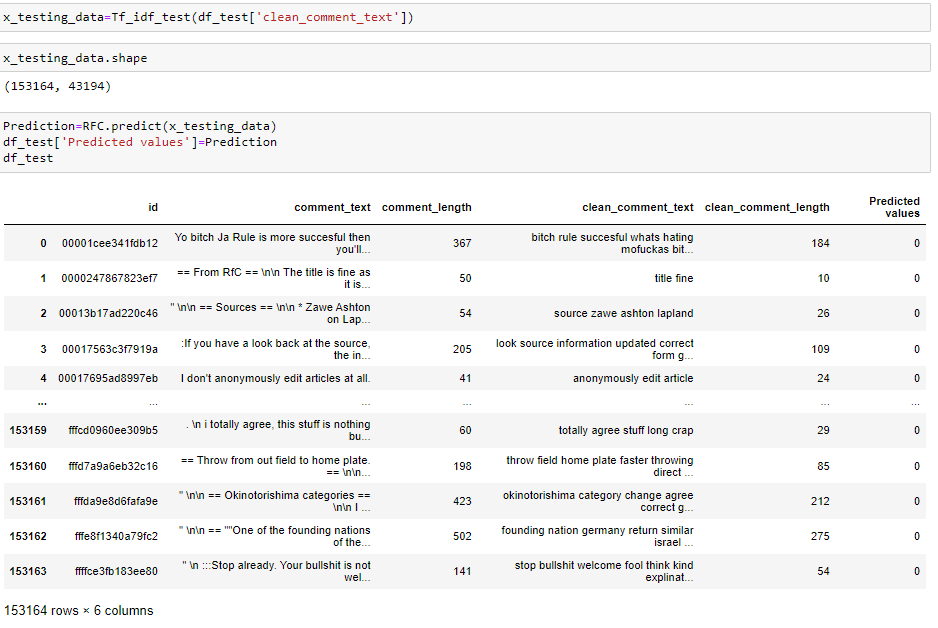 x_testing_data=Tf_idf_test(df_test['clean_comment_text'])
x_testing_data.shape
(153164, 43194)
Prediction=RFC.predict(x_testing_data)
df_test['Predicted values']=Prediction
df_test
id comment_text comment_length clean_comment_text clean_comment_length Predicted
values
0 00001cee341fdb12 Yo bitch Ja Rule is more succesful then 367 bitch rule succesful whats hating 184 0
you'll... mofuckas bit...
1 0000247867823ef7 == From RfC == \n\n The title is fine as 50 title fine 10 0
it is...
2 00013b17ad220c46 " \n\n == Sources == \n\n * Zawe Ashton 54 source zawe ashton lapland 26 0
on Lap...
3 00017563c3f7919a :If you have a look back at the source, 205 look source information updated correct 109 0
the in... form g...
4 00017695ad8997eb I don't anonymously edit articles at all. 41 anonymously edit article 24 0
... ... ... ... ... ... ...
153159 fffcd0960ee309b5 . \n i totally agree, this stuff is nothing 60 totally agree stuff long crap 29 0
bu...
153160 fffd7a9a6eb32c16 == Throw from out field to home plate. 198 throw field home plate faster throwing 85 0
== \n\n... direct ...
153161 fffda9e8d6fafa9e " \n\n == Okinotorishima categories == 423 okinotorishima category change agree 212 0
\n\n I ... correct g...
153162 fffe8f1340a79fc2 " \n\n == ""One of the founding nations 502 founding nation germany return similar 275 0
of the... israel ...
153163 ffffce3fb183ee80 " \n :::Stop already. Your bullshit is not 141 stop bullshit welcome fool think kind 54 0
wel... explinat...
153164 rows × 6 columns